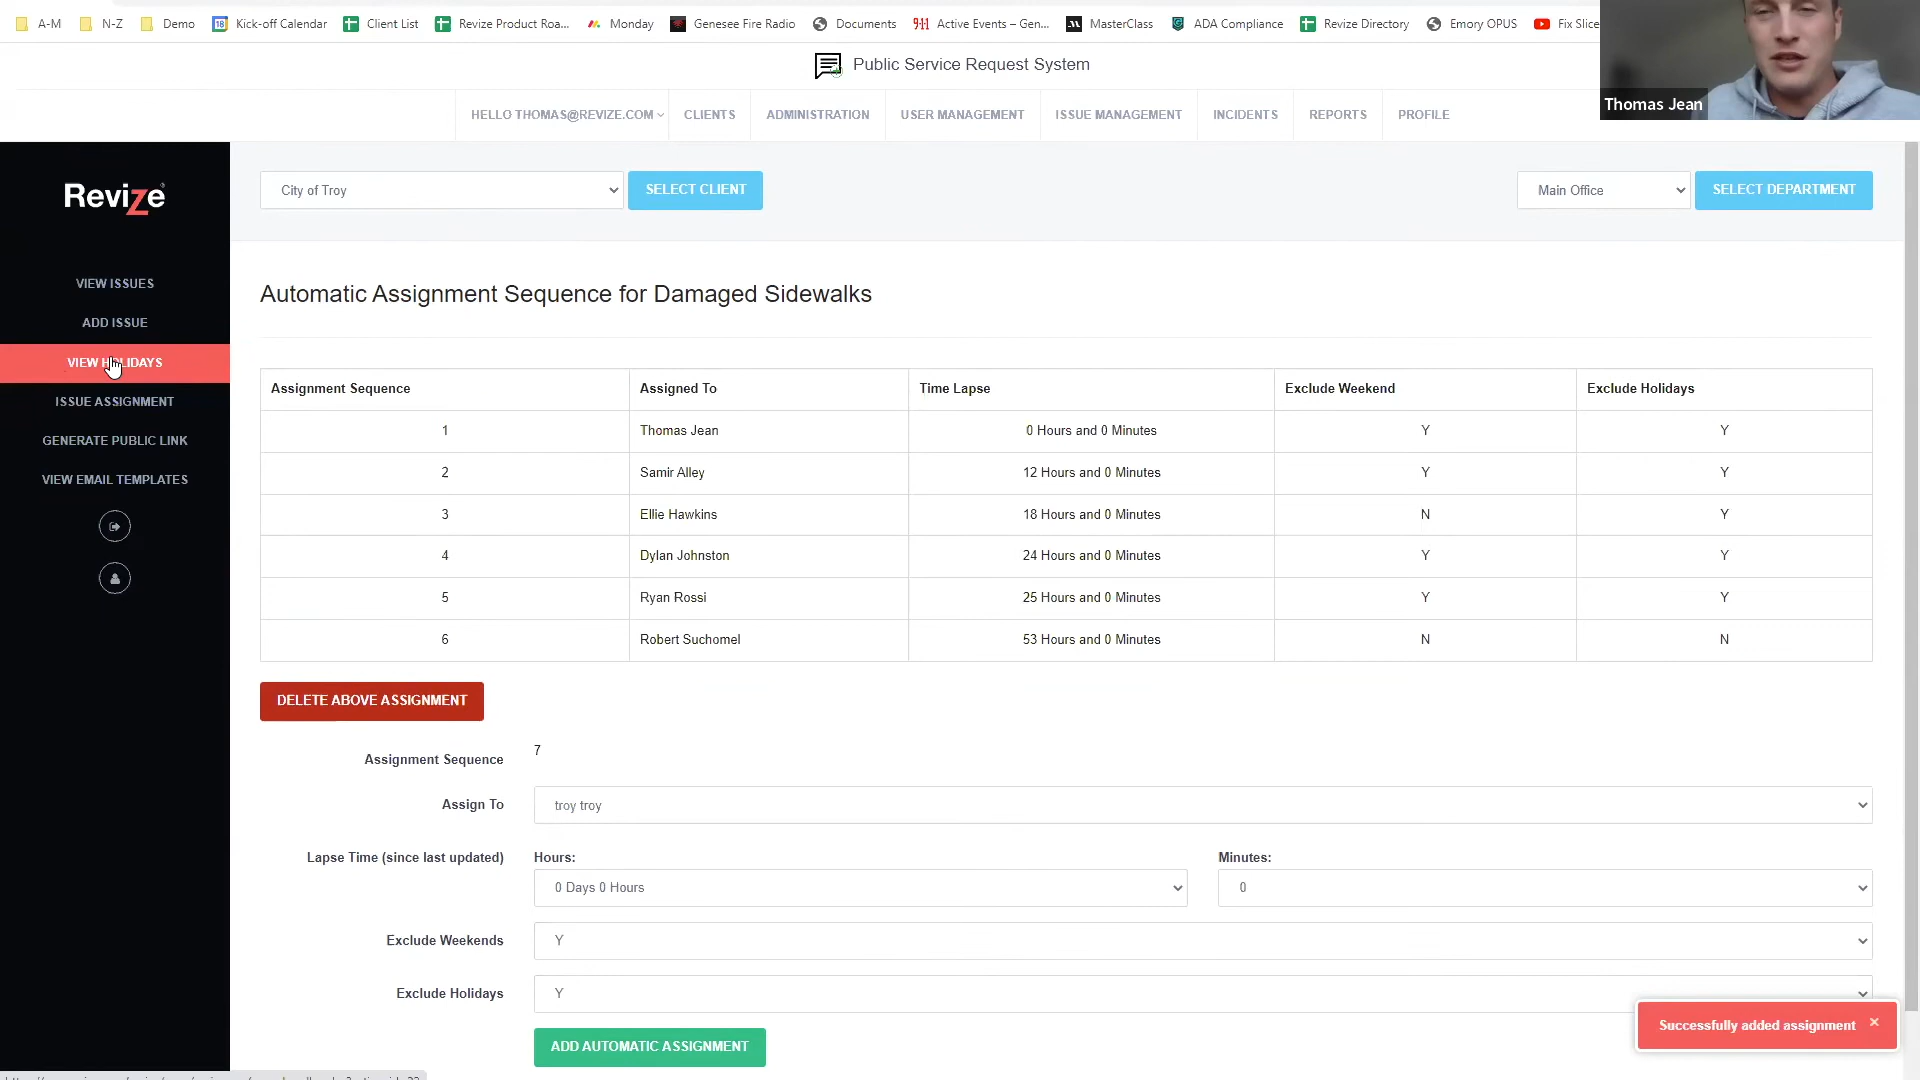 A-M N-Z Demo Kick-off Calendar Client List Revize Product Roa... Monday Genesee Fire Radio Documents Active Events – Gen... MasterClass ADA Compliance Revize Directory Emory OPUS Fix Slice
Public Service Request System
Thomas Jean
HELLO THOMAS@REVIZE.COM CLIENTS ADMINISTRATION USER MANAGEMENT ISSUE MANAGEMENT INCIDENTS REPORTS PROFILE
Revize
City of Troy SELECT CLIENT Main Office SELECT DEPARTMENT
VIEW ISSUES
ADD ISSUE
VIEW HOLIDAYS
ISSUE ASSIGNMENT
GENERATE PUBLIC LINK
VIEW EMAIL TEMPLATES
Automatic Assignment Sequence for Damaged Sidewalks
Assignment Sequence Assigned To Time Lapse Exclude Weekend Exclude Holidays
1 Thomas Jean 0 Hours and 0 Minutes Y Y
2 Samir Alley 12 Hours and 0 Minutes Y Y
3 Ellie Hawkins 18 Hours and 0 Minutes N Y
4 Dylan Johnston 24 Hours and 0 Minutes Y Y
5 Ryan Rossi 25 Hours and 0 Minutes Y Y
6 Robert Suchomel 53 Hours and 0 Minutes N N
DELETE ABOVE ASSIGNMENT
Assignment Sequence 7
Assign To troy troy
Lapse Time (since last updated) Hours: Minutes:
0 Days 0 Hours 0
Exclude Weekends Y
Exclude Holidays Y
Successfully added assignment ×
ADD AUTOMATIC ASSIGNMENT